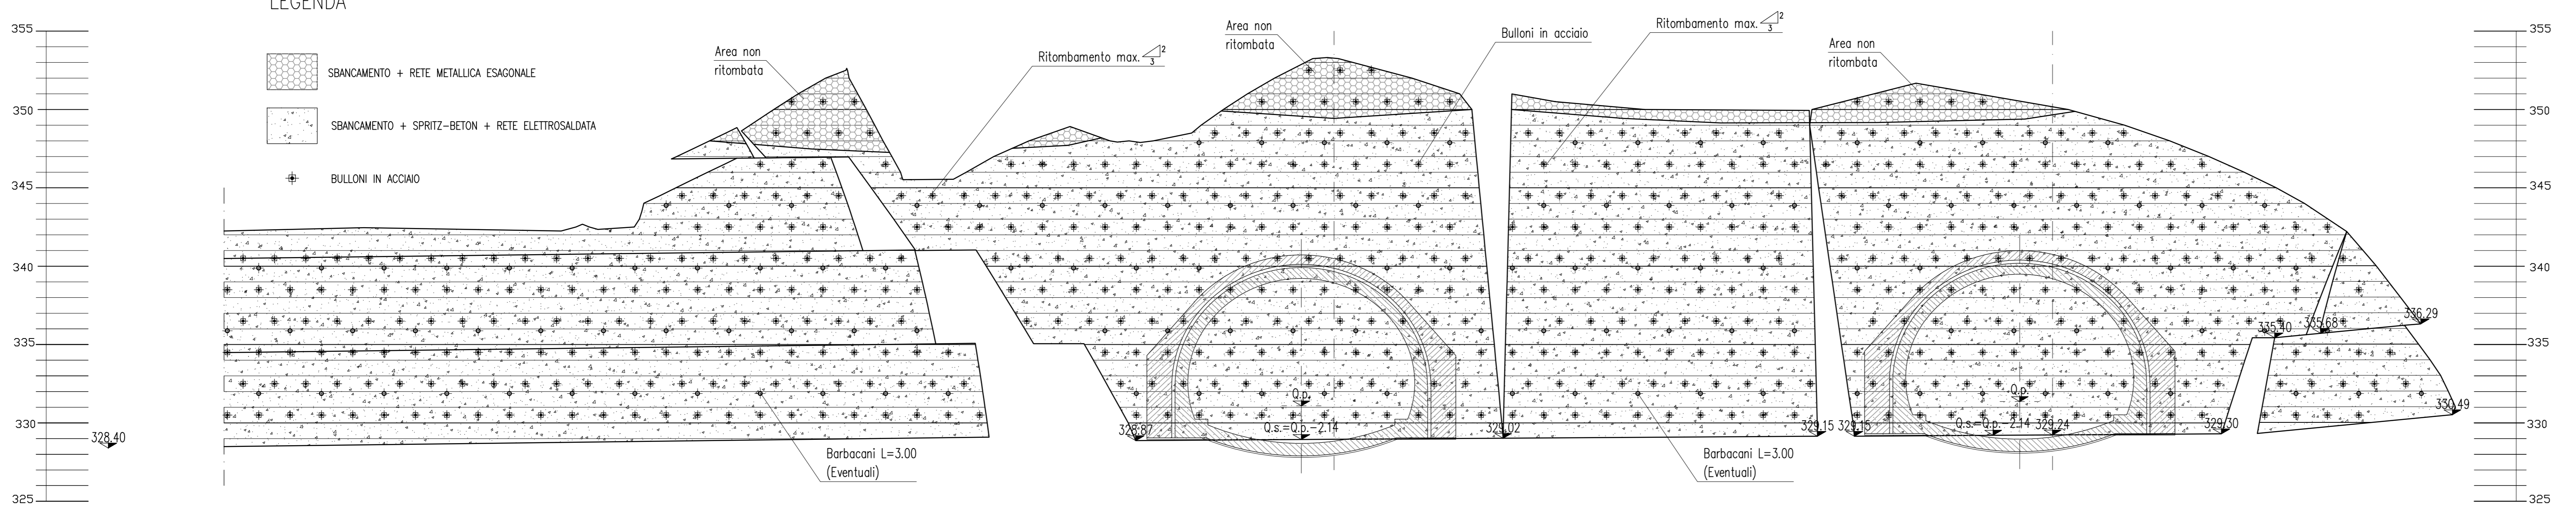 LEGENDA
SBANCAMENTO + RETE METALLICA ESAGONALE
SBANCAMENTO + SPRITZ-BETON + RETE ELETTROSALDATA
BULLONI IN ACCIAIO
355
350
345
340
335
330
325
328.40
Area non
ritombata
Ritombamento max.
2
3
Area non
ritombata
Bulloni in acciaio
Ritombamento max.
2
3
Area non
ritombata
Barbacani L=3.00
(Eventuali)
328.87
Q.p.
Q.s.=Q.p.-2.14
329.02
Barbacani L=3.00
(Eventuali)
329.15
329.15
Q.p.
Q.s.=Q.p.-2.14
329.24
329.30
335.40
335.68
336.29
330.49
355
350
345
340
335
330
325